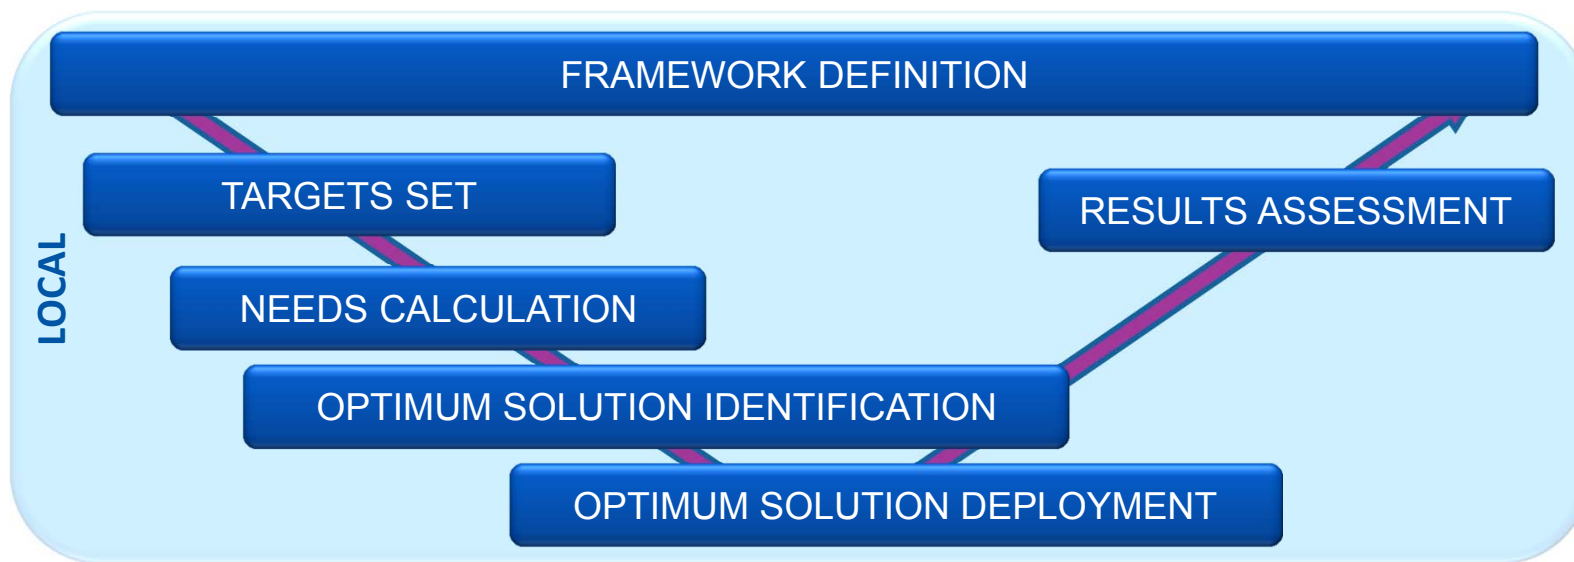 FRAMEWORK DEFINITION
TARGETS SET
RESULTS ASSESSMENT
LOCAL
NEEDS CALCULATION
OPTIMUM SOLUTION IDENTIFICATION
OPTIMUM SOLUTION DEPLOYMENT